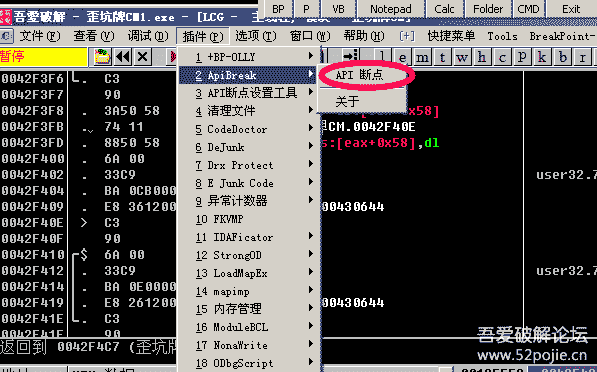 BP P VB Notepad Calc Folder CMD Exit
吾爱破解 - 歪坑牌CM1.exe - [LCG -
文件(F) 查看(V) 调试(D) 插件(P) 选项(T) 窗口(W) 帮助(H) [+] 快捷菜单 Tools BreakPoint-
暂停 l e m t w h c P k b
0042F3F6 . C3
0042F3F7 90
0042F3F8 . 3A50 58 x58]
0042F3FB . 74 11 CM.0042F40E
0042F3FD . 8850 58 s:[eax+0x58],dl
0042F400 . 6A 00
0042F402 . 33C9 user32.7
0042F404 . BA 0CB000
0042F409 . E8 361200 00430644
0042F40E > C3
0042F40F 90
0042F410 $ 6A 00
0042F412 . 33C9 user32.7
0042F414 . BA 0E0000
0042F419 . E8 261200 00430644
0042F41E . C3
90
返回到 0042F4C7 (歪坑
1 +BP-OLLY
2 ApiBreak
3 API断点设置工具
4 清理文件
5 CodeDoctor
6 DeJunk
7 Drx Protect
8 E Junk Code
9 异常计数器
10 FKVMP
11 IDAFicator
12 StrongOD
13 LoadMapEx
14 mapimp
15 内存管理
16 ModuleBCL
17 NonaWrite
18 ODbgScript
API 断点
关于
吾爱破解论坛
www.52pojie.cn